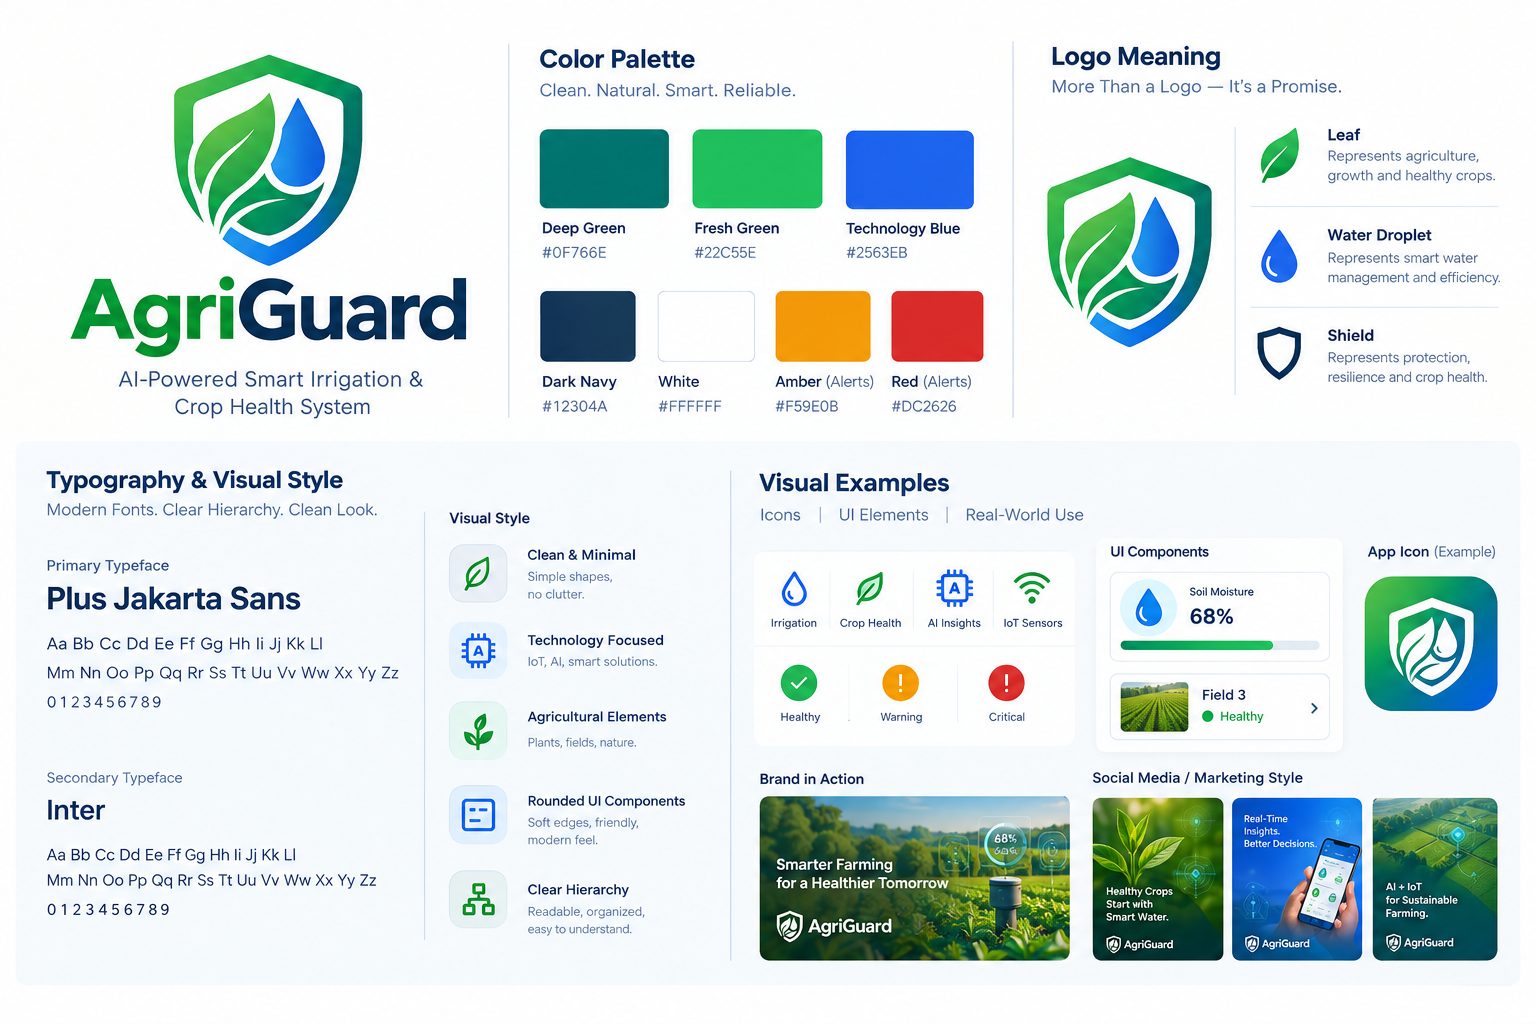 AgriGuard
AI-Powered Smart Irrigation &
Crop Health System
Color Palette
Clean. Natural. Smart. Reliable.
Deep Green
#0F766E
Fresh Green
#22C55E
Technology Blue
#2563EB
Dark Navy
#12304A
White
#FFFFFF
Amber (Alerts)
#F59E0B
Red (Alerts)
#DC2626
Logo Meaning
More Than a Logo — It's a Promise.
Leaf
Represents agriculture,
growth and healthy crops.
Water Droplet
Represents smart water
management and efficiency.
Shield
Represents protection,
resilience and crop health.
Typography & Visual Style
Modern Fonts. Clear Hierarchy. Clean Look.
Primary Typeface
Plus Jakarta Sans
Aa Bb Cc Dd Ee Ff Gg Hh Ii Jj Kk Ll
Mm Nn Oo Pp Qq Rr Ss Tt Uu Vv Ww Xx Yy Zz
0 1 2 3 4 5 6 7 8 9
Secondary Typeface
Inter
Aa Bb Cc Dd Ee Ff Gg Hh Ii Jj Kk Ll
Mm Nn Oo Pp Qq Rr Ss Tt Uu Vv Ww Xx Yy Zz
0 1 2 3 4 5 6 7 8 9
Visual Style
Clean & Minimal
Simple shapes,
no clutter.
A
Technology Focused
IoT, AI, smart solutions.
Agricultural Elements
Plants, fields, nature.
Rounded UI Components
Soft edges, friendly,
modern feel.
Clear Hierarchy
Readable, organized,
easy to understand.
Visual Examples
Icons | UI Elements | Real-World Use
Irrigation
Crop Health
A
AI Insights
IoT Sensors
Healthy
Warning
Critical
UI Components
Soil Moisture
68%
Field 3
Healthy
App Icon (Example)
Brand in Action
68%
Smarter Farming
for a Healthier Tomorrow
AgriGuard
Social Media / Marketing Style
Healthy Crops
Start with
Smart Water.
AgriGuard
Real-Time
Insights.
Better Decisions.
AgriGuard
AI + IoT
for Sustainable
Farming.
AgriGuard